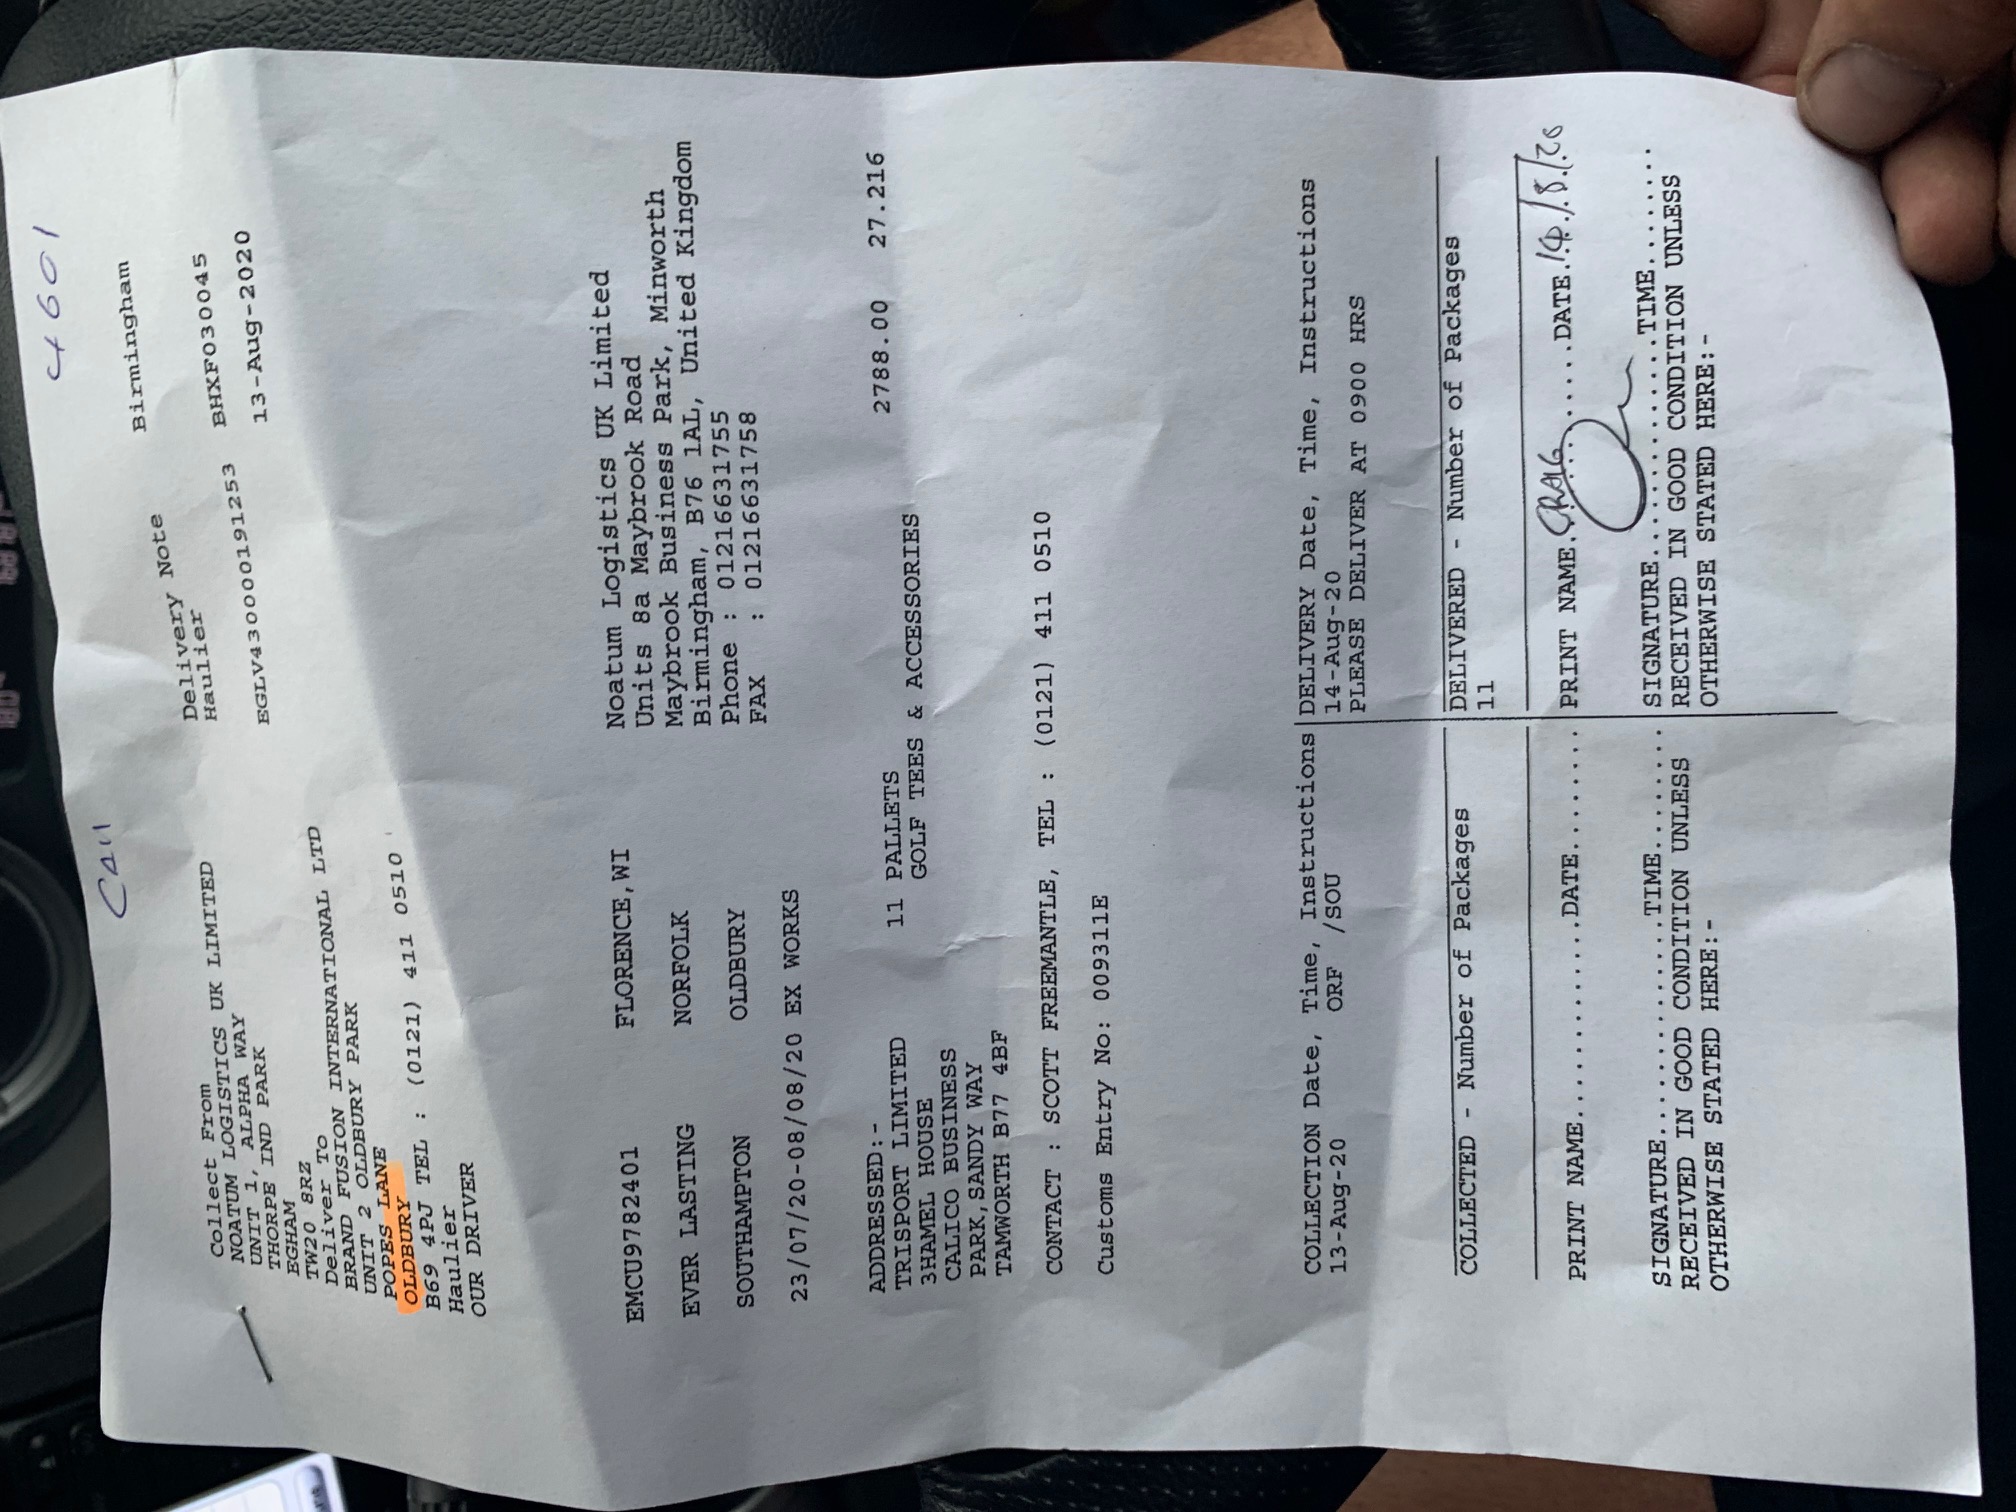 CAll
4601
Collect From
NOATUM LOGISTICS UK LIMITED
UNIT 1, ALPHA WAY
THORPE IND PARK
EGHAM
TW20 8RZ
Deliver To
BRAND FUSION INTERNATIONAL LTD
UNIT 2 OLDBURY PARK
POPES LANE
OLDBURY
B69 4PJ TEL : (0121) 411 0510
Haulier
OUR DRIVER
Delivery Note Birmingham
Haulier
EGLV430000191253 BHXF030045
13-Aug-2020
EMCU9782401 FLORENCE,WI
EVER LASTING NORFOLK
SOUTHAMPTON OLDBURY
23/07/20-08/08/20 EX WORKS
Noatum Logistics UK Limited
Units 8a Maybrook Road
Maybrook Business Park, Minworth
Birmingham, B76 1AL, United Kingdom
Phone : 01216631755
FAX : 01216631758
ADDRESSED:-
TRISPORT LIMITED
3HAMEL HOUSE
CALICO BUSINESS
PARK,SANDY WAY
TAMWORTH B77 4BF
11 PALLETS 2788.00 27.216
GOLF TEES & ACCESSORIES
CONTACT : SCOTT FREEMANTLE, TEL : (0121) 411 0510
Customs Entry No: 009311E
COLLECTION Date, Time, Instructions
13-Aug-20 ORF /SOU
DELIVERY Date, Time, Instructions
14-Aug-20
PLEASE DELIVER AT 0900 HRS
COLLECTED - Number of Packages
DELIVERED - Number of Packages
11
PRINT NAME.............DATE........
SIGNATURE..............TIME........
RECEIVED IN GOOD CONDITION UNLESS
OTHERWISE STATED HERE:-
PRINT NAME. CRAIG .....DATE. 14/8/20
SIGNATURE..............TIME........
RECEIVED IN GOOD CONDITION UNLESS
OTHERWISE STATED HERE:-